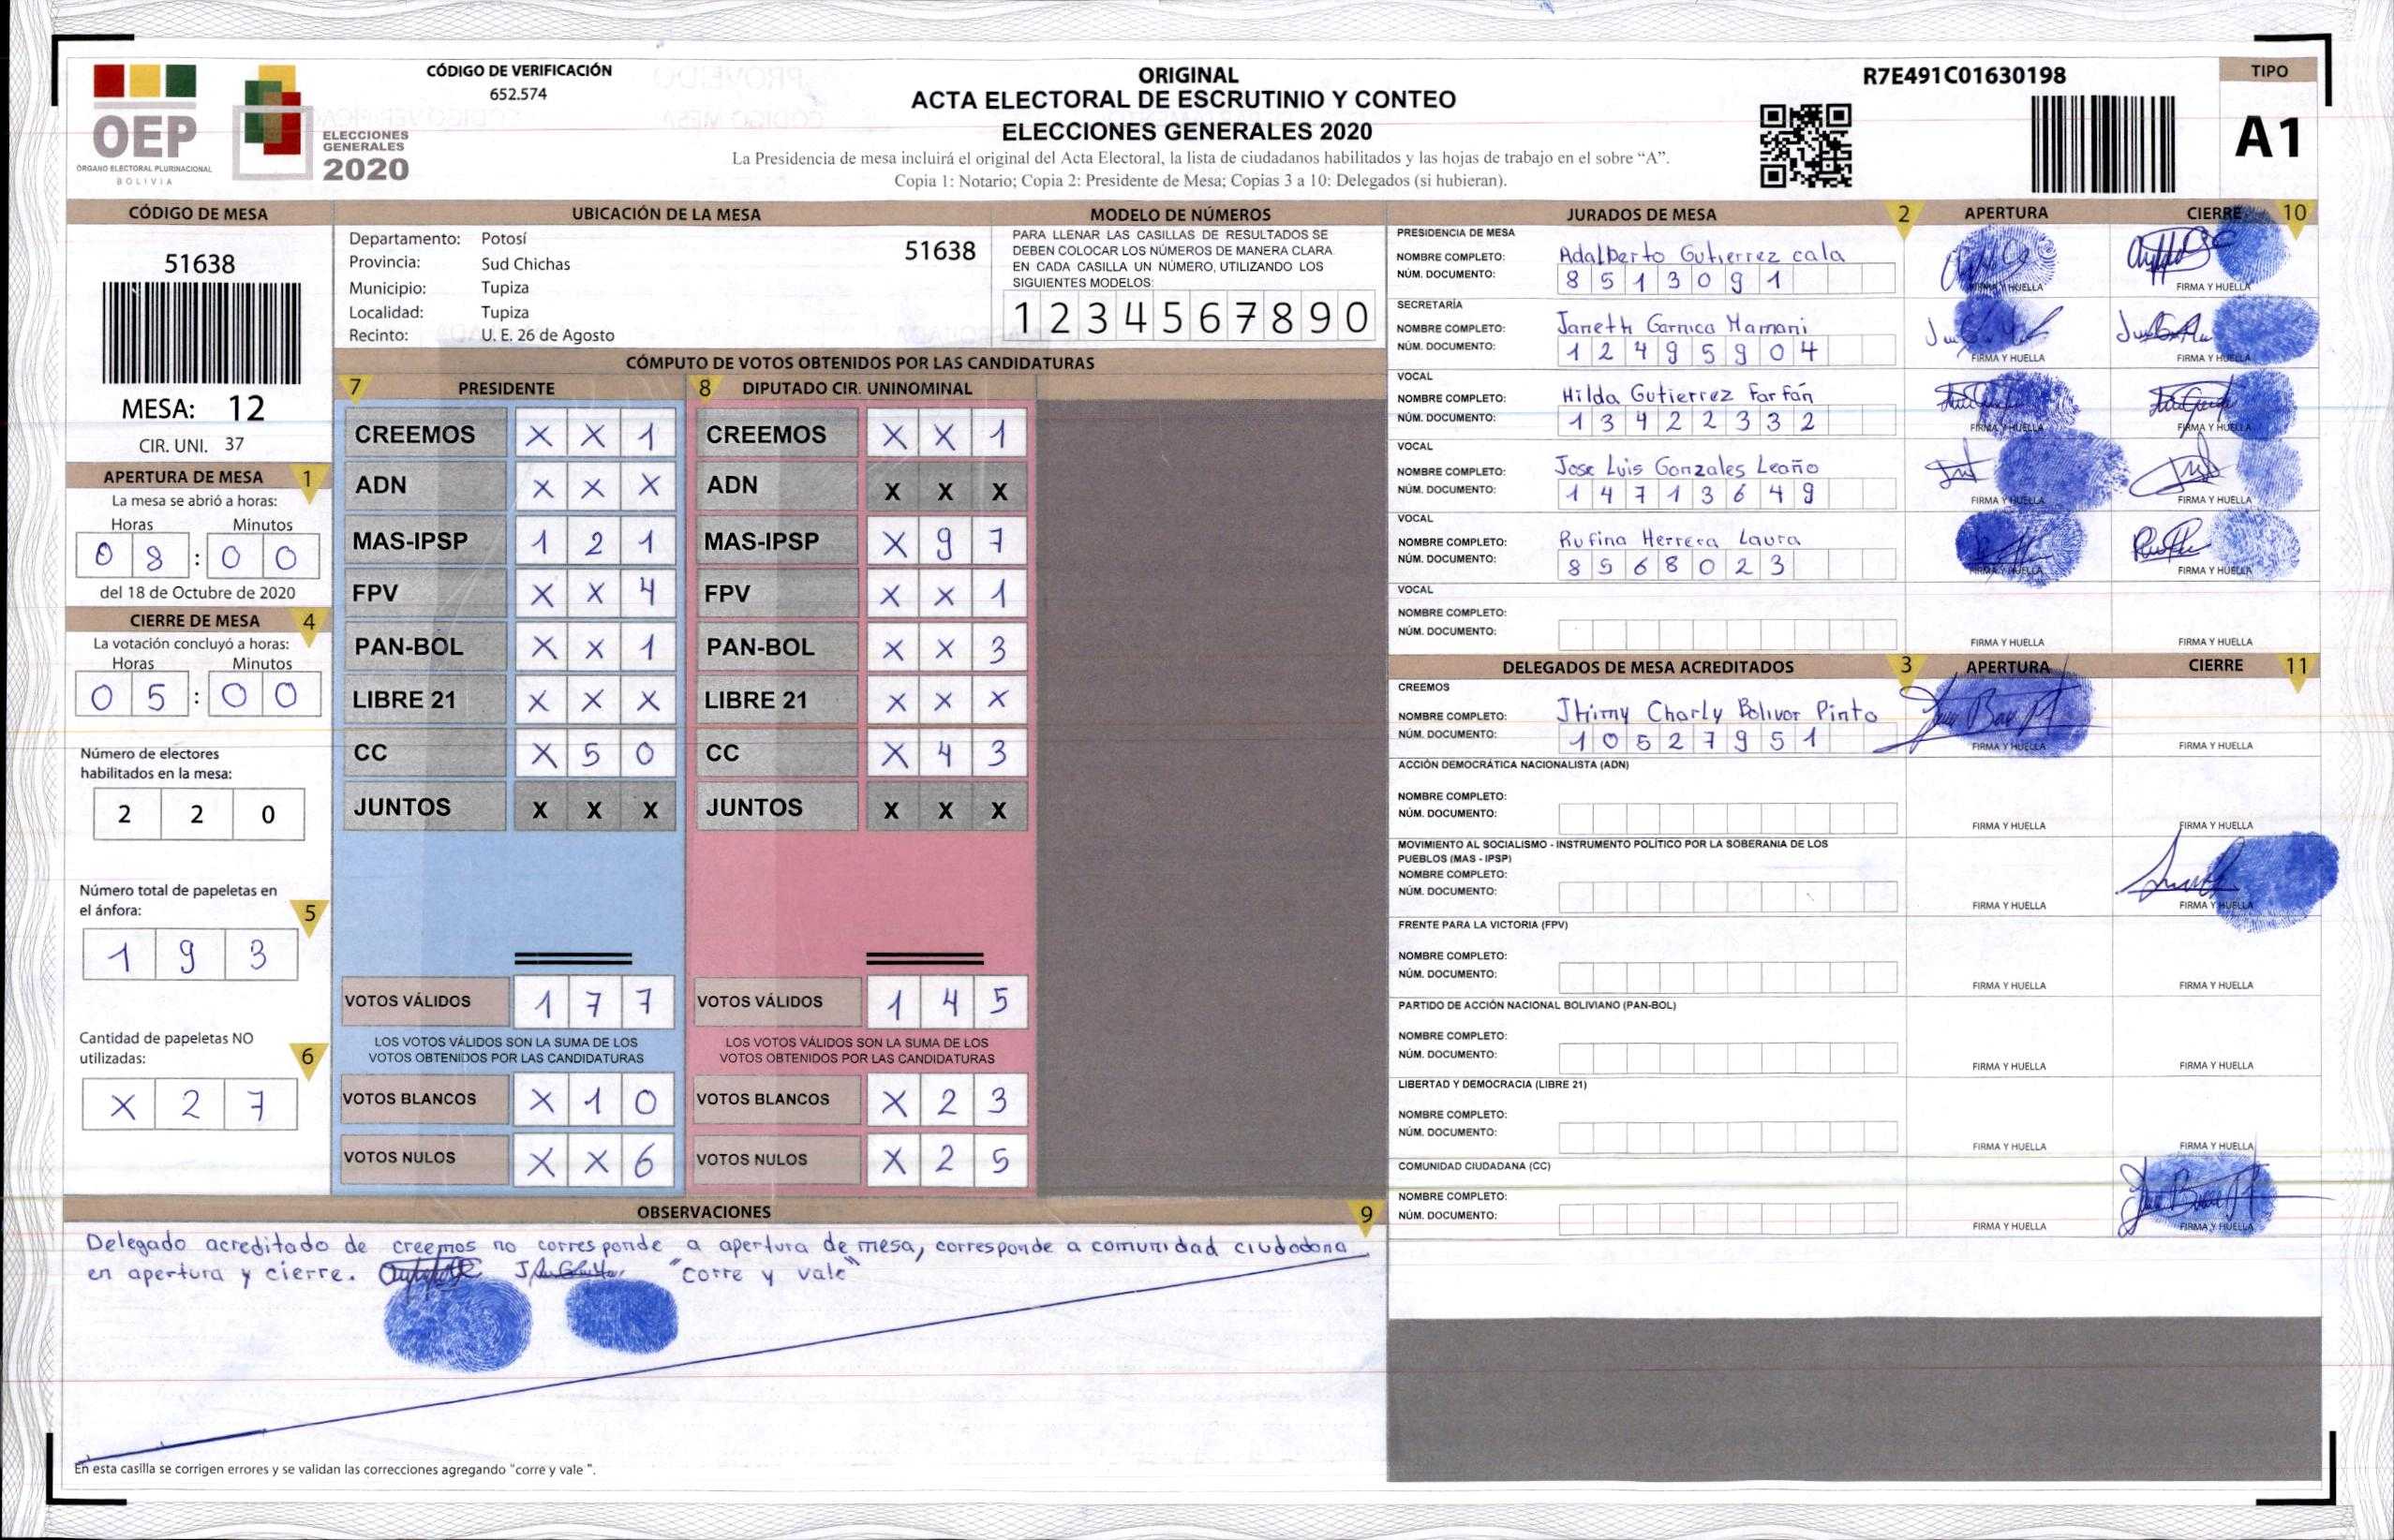 OEP
ÓRGANO ELECTORAL PLURINACIONAL
BOLIVIA
ELECCIONES
GENERALES
2020
CÓDIGO DE VERIFICACIÓN
652.574
ORIGINAL
ACTA ELECTORAL DE ESCRUTINIO Y CONTEO
ELECCIONES GENERALES 2020
La Presidencia de mesa incluirá el original del Acta Electoral, la lista de ciudadanos habilitados y las hojas de trabajo en el sobre “A”.
Copia 1: Notario; Copia 2: Presidente de Mesa; Copias 3 a 10: Delegados (si hubieran).
R7E491C01630198
TIPO
A1
CÓDIGO DE MESA
51638
MESA: 12
CIR. UNI. 37
APERTURA DE MESA 1
La mesa se abrió a horas:
Horas Minutos
0 8 : 0 0
del 18 de Octubre de 2020
CIERRE DE MESA 4
La votación concluyó a horas:
Horas Minutos
0 5 : 0 0
Número de electores
habilitados en la mesa:
2 2 0
Número total de papeletas en
el ánfora: 5
1 9 3
Cantidad de papeletas NO
utilizadas: 6
X 2 7
UBICACIÓN DE LA MESA
Departamento: Potosí
Provincia: Sud Chichas
Municipio: Tupiza
Localidad: Tupiza
Recinto: U. E. 26 de Agosto
51638
MODELO DE NÚMEROS
PARA LLENAR LAS CASILLAS DE RESULTADOS SE
DEBEN COLOCAR LOS NÚMEROS DE MANERA CLARA
EN CADA CASILLA UN NÚMERO, UTILIZANDO LOS
SIGUIENTES MODELOS:
1 2 3 4 5 6 7 8 9 0
CÓMPUTO DE VOTOS OBTENIDOS POR LAS CANDIDATURAS
7 PRESIDENTE
CREEMOS X X 1
ADN X X X
MAS-IPSP 1 2 1
FPV X X 4
PAN-BOL X X 1
LIBRE 21 X X X
CC X 5 0
JUNTOS X X X
VOTOS VÁLIDOS 1 7 7
LOS VOTOS VÁLIDOS SON LA SUMA DE LOS
VOTOS OBTENIDOS POR LAS CANDIDATURAS
VOTOS BLANCOS X 1 0
VOTOS NULOS X X 6
8 DIPUTADO CIR. UNINOMINAL
CREEMOS X X 1
ADN X X X
MAS-IPSP X 9 7
FPV X X 1
PAN-BOL X X 3
LIBRE 21 X X X
CC X 4 3
JUNTOS X X X
VOTOS VÁLIDOS 1 4 5
LOS VOTOS VÁLIDOS SON LA SUMA DE LOS
VOTOS OBTENIDOS POR LAS CANDIDATURAS
VOTOS BLANCOS X 2 3
VOTOS NULOS X 2 5
JURADOS DE MESA 2 APERTURA CIERRE 10
PRESIDENCIA DE MESA
NOMBRE COMPLETO: Adalberto Gutierrez cala
NÚM. DOCUMENTO: 8 5 1 3 0 9 1
FIRMA Y HUELLA FIRMA Y HUELLA
SECRETARÍA
NOMBRE COMPLETO: Janeth Garnica Mamani
NÚM. DOCUMENTO: 1 2 4 9 5 9 0 4
FIRMA Y HUELLA FIRMA Y HUELLA
VOCAL
NOMBRE COMPLETO: Hilda Gutierrez Farfán
NÚM. DOCUMENTO: 1 3 4 2 2 3 3 2
FIRMA Y HUELLA FIRMA Y HUELLA
VOCAL
NOMBRE COMPLETO: Jose Luis Gonzales Leaño
NÚM. DOCUMENTO: 1 4 7 1 3 6 4 9
FIRMA Y HUELLA FIRMA Y HUELLA
VOCAL
NOMBRE COMPLETO: Rufina Herrera Laura
NÚM. DOCUMENTO: 8 5 6 8 0 2 3
FIRMA Y HUELLA FIRMA Y HUELLA
VOCAL
NOMBRE COMPLETO:
NÚM. DOCUMENTO:
FIRMA Y HUELLA FIRMA Y HUELLA
DELEGADOS DE MESA ACREDITADOS 3 APERTURA CIERRE 11
CREEMOS
NOMBRE COMPLETO: Jhimy Charly Bolivar Pinto
NÚM. DOCUMENTO: 1 0 5 2 7 9 5 1
FIRMA Y HUELLA FIRMA Y HUELLA
ACCIÓN DEMOCRÁTICA NACIONALISTA (ADN)
NOMBRE COMPLETO:
NÚM. DOCUMENTO:
FIRMA Y HUELLA FIRMA Y HUELLA
MOVIMIENTO AL SOCIALISMO - INSTRUMENTO POLÍTICO POR LA SOBERANIA DE LOS
PUEBLOS (MAS - IPSP)
NOMBRE COMPLETO:
NÚM. DOCUMENTO:
FIRMA Y HUELLA FIRMA Y HUELLA
FRENTE PARA LA VICTORIA (FPV)
NOMBRE COMPLETO:
NÚM. DOCUMENTO:
FIRMA Y HUELLA FIRMA Y HUELLA
PARTIDO DE ACCIÓN NACIONAL BOLIVIANO (PAN-BOL)
NOMBRE COMPLETO:
NÚM. DOCUMENTO:
FIRMA Y HUELLA FIRMA Y HUELLA
LIBERTAD Y DEMOCRACIA (LIBRE 21)
NOMBRE COMPLETO:
NÚM. DOCUMENTO:
FIRMA Y HUELLA FIRMA Y HUELLA
COMUNIDAD CIUDADANA (CC)
NOMBRE COMPLETO:
NÚM. DOCUMENTO:
FIRMA Y HUELLA FIRMA Y HUELLA
OBSERVACIONES 9
Delegado acreditado de creemos no corresponde a apertura de mesa, corresponde a comunidad ciudadana
en apertura y cierre. "corre y vale"
En esta casilla se corrigen errores y se validan las correcciones agregando "corre y vale ".